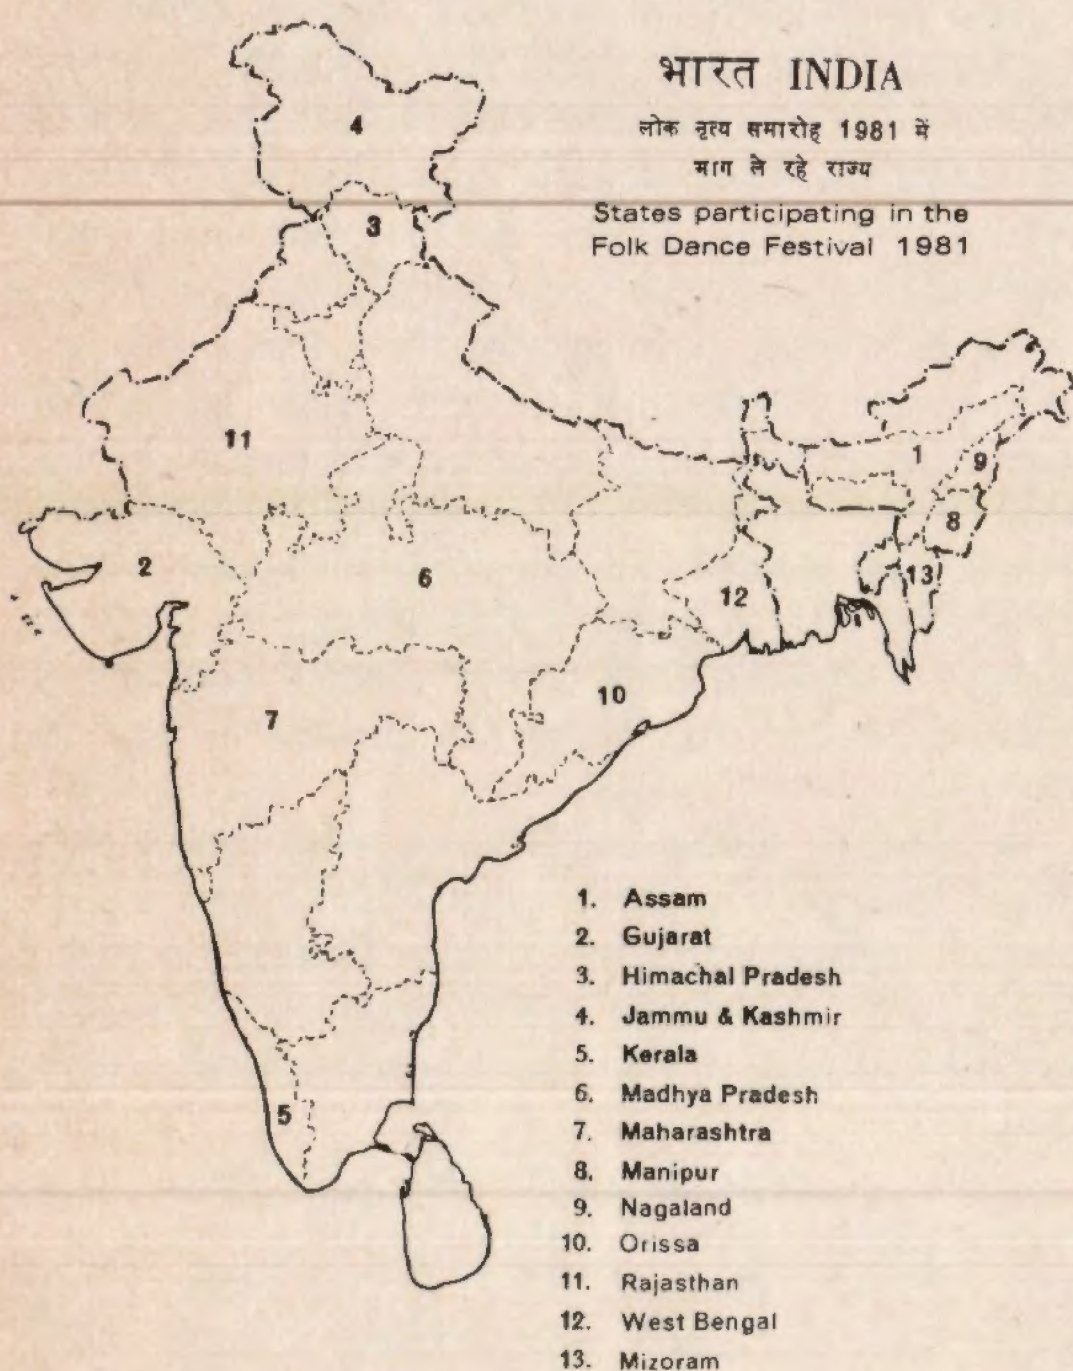 भारत INDIA
लोक नृत्य समारोह 1981 में
भाग ले रहे राज्य
States participating in the
Folk Dance Festival 1981
4
3
11
1
9
8
2
6
13
12
10
7
5
1. Assam
2. Gujarat
3. Himachal Pradesh
4. Jammu & Kashmir
5. Kerala
6. Madhya Pradesh
7. Maharashtra
8. Manipur
9. Nagaland
10. Orissa
11. Rajasthan
12. West Bengal
13. Mizoram